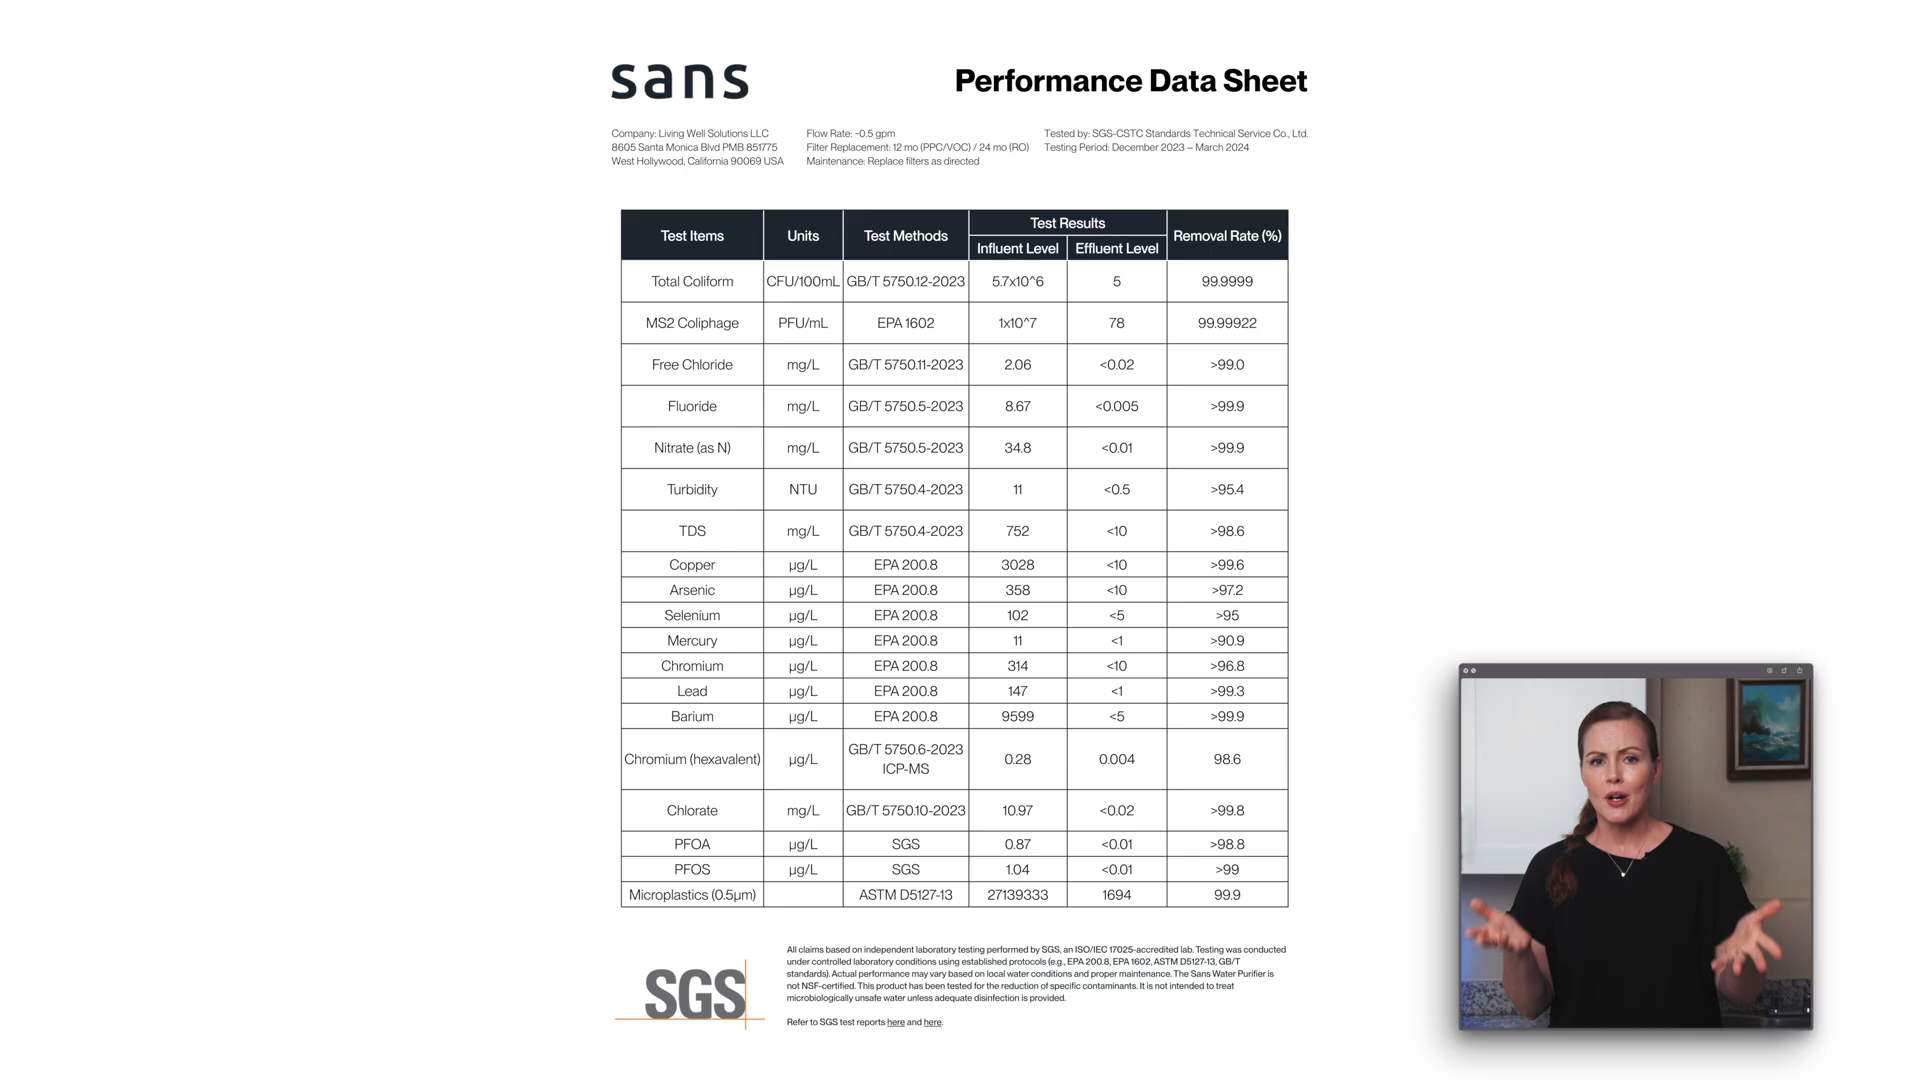 sans
Performance Data Sheet
Company: Living Well Solutions LLC
8605 Santa Monica Blvd PMB 851775
West Hollywood, California 90069 USA
Flow Rate: ~0.5 gpm
Filter Replacement: 12 mo (PPC/VOC) / 24 mo (RO)
Maintenance: Replace filters as directed
Tested by: SGS-CSTC Standards Technical Service Co., Ltd.
Testing Period: December 2023 – March 2024
Test Items Units Test Methods Test Results Removal Rate (%)
Influent Level Effluent Level
Total Coliform CFU/100mL GB/T 5750.12-2023 5.7x10^6 5 99.9999
MS2 Coliphage PFU/mL EPA 1602 1x10^7 78 99.99922
Free Chloride mg/L GB/T 5750.11-2023 2.06 <0.02 >99.0
Fluoride mg/L GB/T 5750.5-2023 8.67 <0.005 >99.9
Nitrate (as N) mg/L GB/T 5750.5-2023 34.8 <0.01 >99.9
Turbidity NTU GB/T 5750.4-2023 11 <0.5 >95.4
TDS mg/L GB/T 5750.4-2023 752 <10 >98.6
Copper µg/L EPA 200.8 3028 <10 >99.6
Arsenic µg/L EPA 200.8 358 <10 >97.2
Selenium µg/L EPA 200.8 102 <5 >95
Mercury µg/L EPA 200.8 11 <1 >90.9
Chromium µg/L EPA 200.8 314 <10 >96.8
Lead µg/L EPA 200.8 147 <1 >99.3
Barium µg/L EPA 200.8 9599 <5 >99.9
Chromium (hexavalent) µg/L GB/T 5750.6-2023 ICP-MS 0.28 0.004 98.6
Chlorate mg/L GB/T 5750.10-2023 10.97 <0.02 >99.8
PFOA µg/L SGS 0.87 <0.01 >98.8
PFOS µg/L SGS 1.04 <0.01 >99
Microplastics (0.5µm) ASTM D5127-13 27139333 1694 99.9
SGS
All claims based on independent laboratory testing performed by SGS, an ISO/IEC 17025-accredited lab. Testing was conducted
under controlled laboratory conditions using established protocols (e.g., EPA 200.8, EPA 1602, ASTM D5127-13, GB/T
standards). Actual performance may vary based on local water conditions and proper maintenance. The Sans Water Purifier is
not NSF-certified. This product has been tested for the reduction of specific contaminants. It is not intended to treat
microbiologically unsafe water unless adequate disinfection is provided.
Refer to SGS test reports here and here.